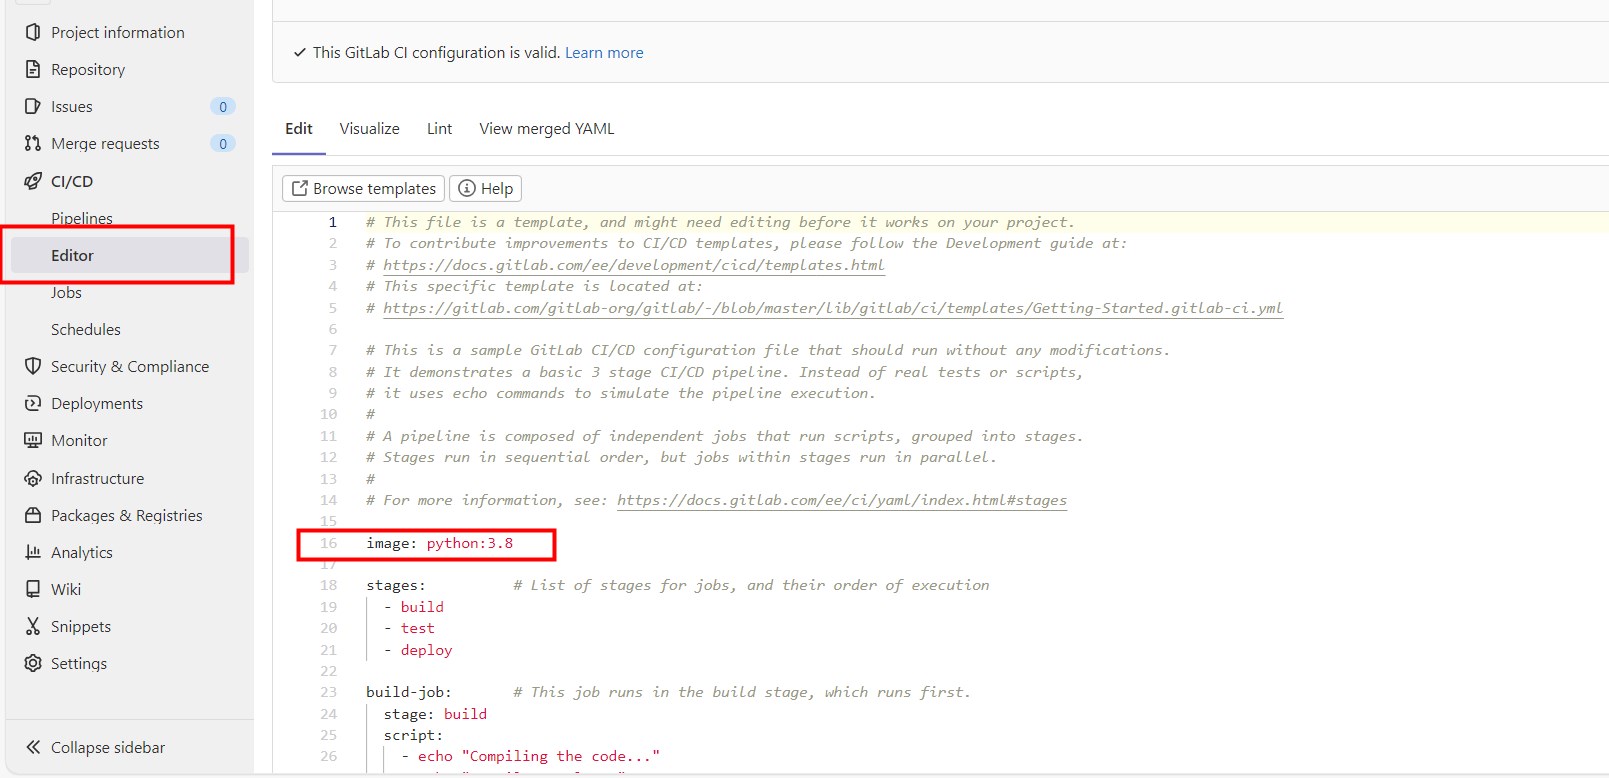 Project information
Repository
Issues 0
Merge requests 0
CI/CD
Pipelines
Editor
Jobs
Schedules
Security & Compliance
Deployments
Monitor
Infrastructure
Packages & Registries
Analytics
Wiki
Snippets
Settings
Collapse sidebar
This GitLab CI configuration is valid. Learn more
Edit Visualize Lint View merged YAML
Browse templates Help
1 # This file is a template, and might need editing before it works on your project.
2 # To contribute improvements to CI/CD templates, please follow the Development guide at:
3 # https://docs.gitlab.com/ee/development/cicd/templates.html
4 # This specific template is located at:
5 # https://gitlab.com/gitlab-org/gitlab/-/blob/master/lib/gitlab/ci/templates/Getting-Started.gitlab-ci.yml
6
7 # This is a sample GitLab CI/CD configuration file that should run without any modifications.
8 # It demonstrates a basic 3 stage CI/CD pipeline. Instead of real tests or scripts,
9 # it uses echo commands to simulate the pipeline execution.
10 #
11 # A pipeline is composed of independent jobs that run scripts, grouped into stages.
12 # Stages run in sequential order, but jobs within stages run in parallel.
13 #
14 # For more information, see: https://docs.gitlab.com/ee/ci/yaml/index.html#stages
15
16 image: python:3.8
17
18 stages: # List of stages for jobs, and their order of execution
19 - build
20 - test
21 - deploy
22
23 build-job: # This job runs in the build stage, which runs first.
24 stage: build
25 script:
26 - echo "Compiling the code..."